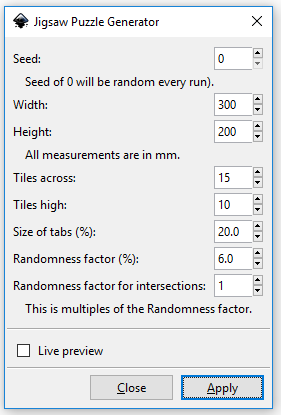 Jigsaw Puzzle Generator
Seed: 0
Seed of 0 will be random every run).
Width: 300
Height: 200
All measurements are in mm.
Tiles across: 15
Tiles high: 10
Size of tabs (%): 20.0
Randomness factor (%): 6.0
Randomness factor for intersections: 1
This is multiples of the Randomness factor.
Live preview
Close Apply